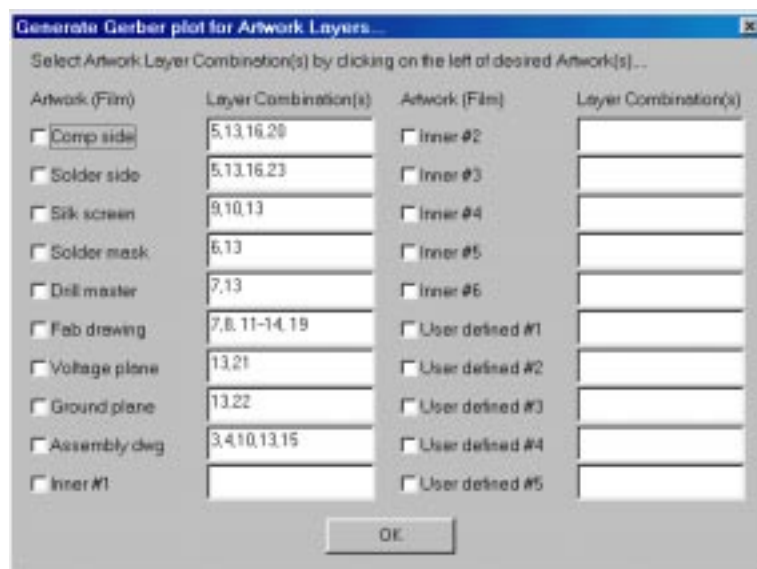 Generate Gerber plot for Artwork Layers...
Select Artwork Layer Combination(s) by clicking on the left of desired Artwork(s)...
Artwork (Film) Layer Combination(s) Artwork (Film) Layer Combination(s)
Comp side 5,13,16,20 Inner #2
Solder side 5,13,16,23 Inner #3
Silk screen 9,10,13 Inner #4
Solder mask 6,13 Inner #5
Drill master 7,13 Inner #6
Fab drawing 7,8, 11-14, 19 User defined #1
Voltage plane 13,21 User defined #2
Ground plane 13,22 User defined #3
Assembly dwg 3,4,10,13,15 User defined #4
Inner #1 User defined #5
OK